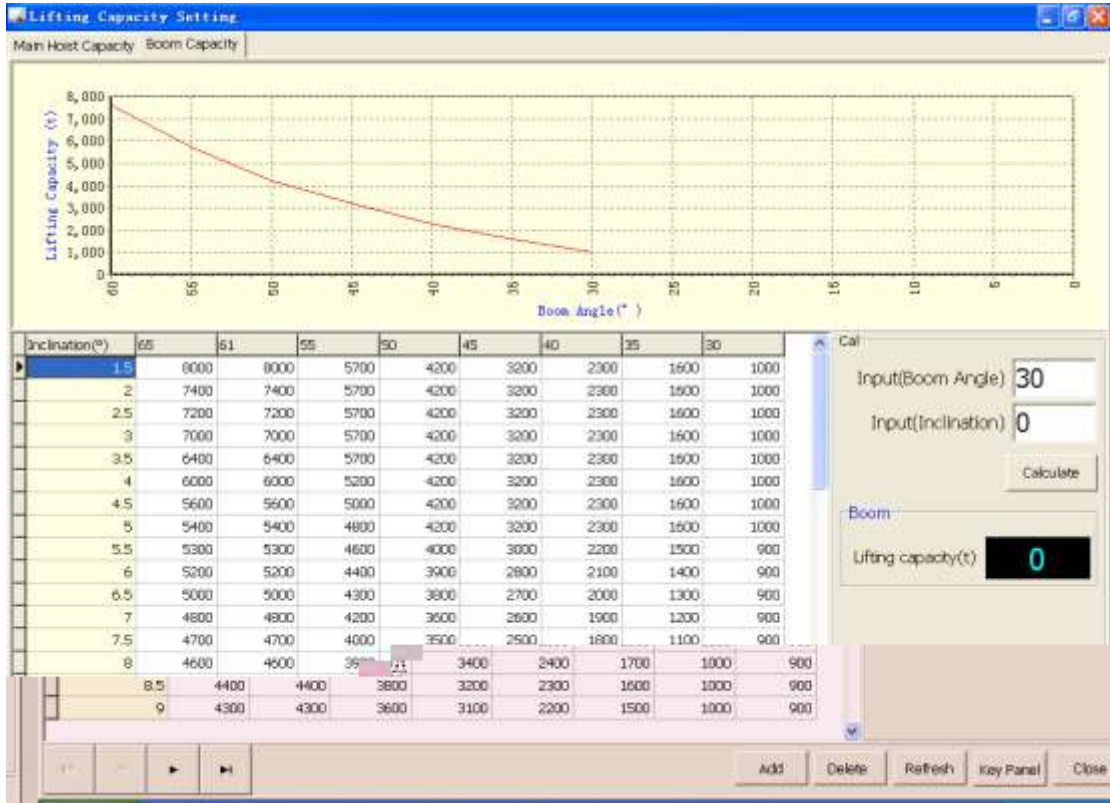 Lifting Capacity Setting
Main Hoist Capacity Boom Capacity
8,000
7,000
6,000
5,000
4,000
3,000
2,000
1,000
0
Lifting Capacity (t)
60 55 50 45 40 35 30 25 20 15 10 5 0
Boom Angle(° )
Inclination(º) 65 61 55 50 45 40 35 30
1.5 8000 8000 5700 4200 3200 2300 1600 1000
2 7400 7400 5700 4200 3200 2300 1600 1000
2.5 7200 7200 5700 4200 3200 2300 1600 1000
3 7000 7000 5700 4200 3200 2300 1600 1000
3.5 6400 6400 5700 4200 3200 2300 1600 1000
4 6000 6000 5200 4200 3200 2300 1600 1000
4.5 5600 5600 5000 4200 3200 2300 1600 1000
5 5400 5400 4800 4200 3200 2300 1600 1000
5.5 5300 5300 4600 4000 3000 2200 1500 900
6 5200 5200 4400 3900 2800 2100 1400 900
6.5 5000 5000 4300 3800 2700 2000 1300 900
7 4800 4800 4200 3600 2600 1900 1200 900
7.5 4700 4700 4000 3500 2500 1800 1100 900
8 4600 4600 3400 2400 1700 1000 900
8.5 4400 4400 3800 3200 2300 1600 1000 900
9 4300 4300 3600 3100 2200 1500 1000 900
Cal
Input(Boom Angle) 30
Input(Inclination) 0
Calculate
Boom
Lifting capacity(t) 0
Add Delete Refresh Key Panel Close